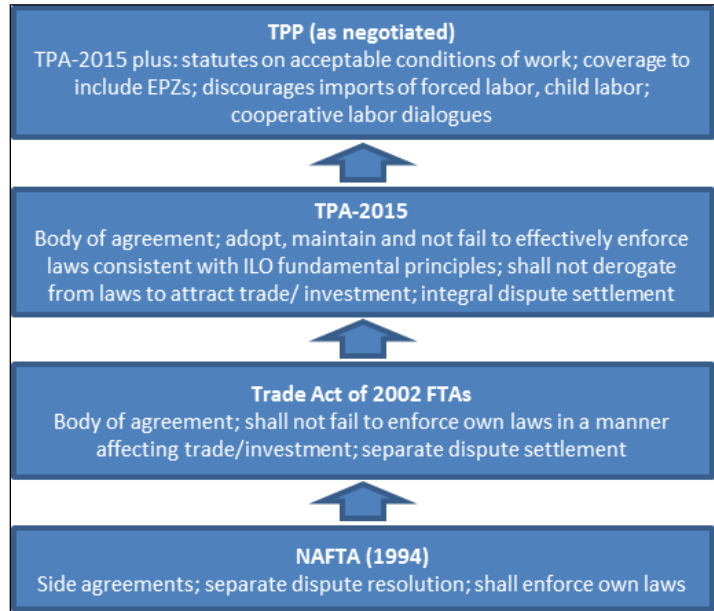 TPP (as negotiated)
TPA-2015 plus: statutes on acceptable conditions of work; coverage to
include EPZs; discourages imports of forced labor, child labor;
cooperative labor dialogues
TPA-2015
Body of agreement; adopt, maintain and not fail to effectively enforce
laws consistent with ILO fundamental principles; shall not derogate
from laws to attract trade/ investment; integral dispute settlement
Trade Act of 2002 FTAs
Body of agreement; shall not fail to enforce own laws in a manner
affecting trade/investment; separate dispute settlement
NAFTA (1994)
Side agreements; separate dispute resolution; shall enforce own laws